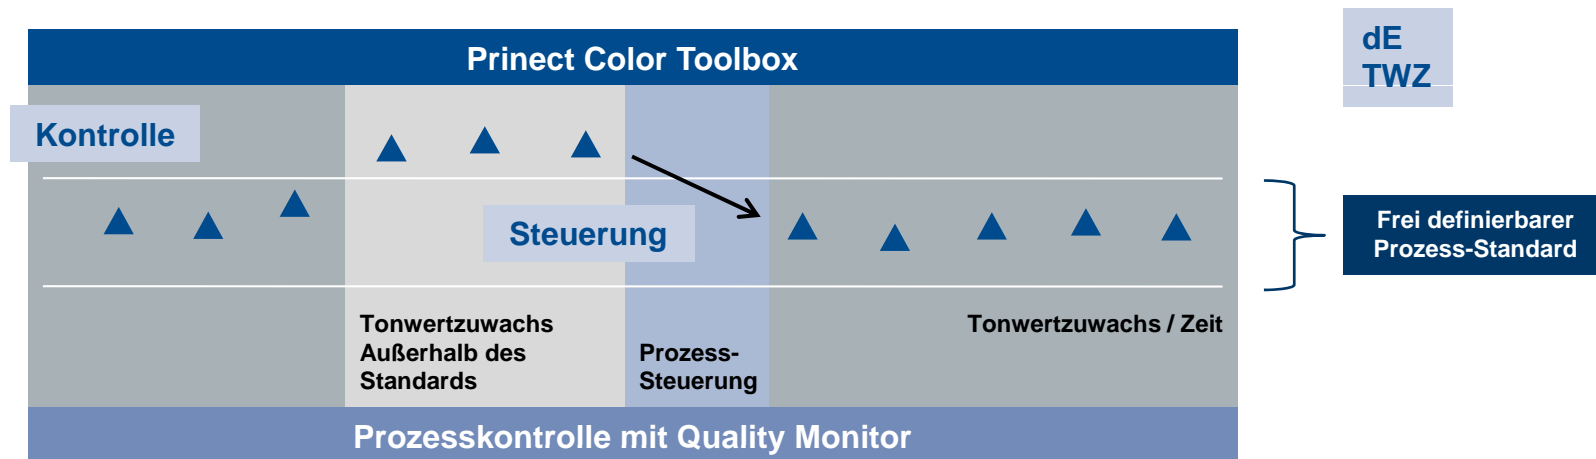 Prinect Color Toolbox
dE
TWZ
Kontrolle
Steuerung
Frei definierbarer
Prozess-Standard
Tonwertzuwachs
Außerhalb des
Standards
Prozess-
Steuerung
Tonwertzuwachs / Zeit
Prozesskontrolle mit Quality Monitor